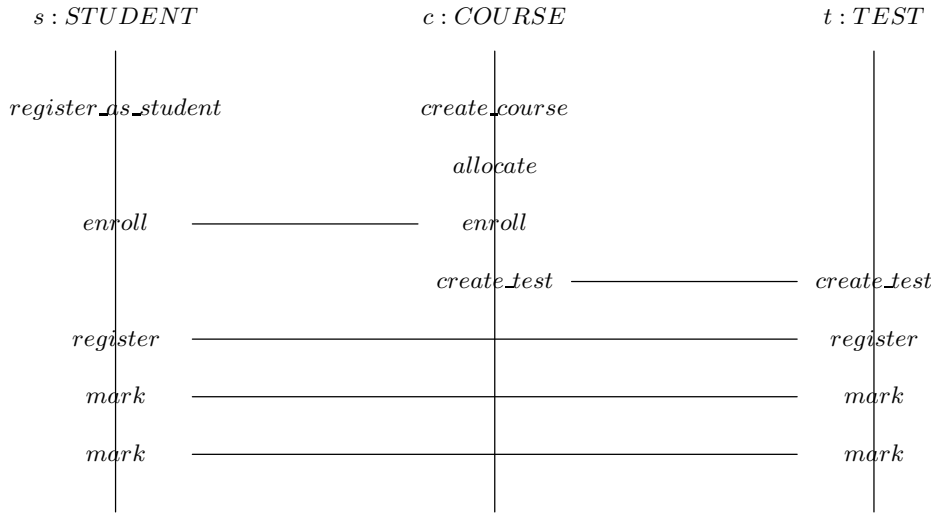 s : STUDENT c : COURSE t : TEST
register_as_student create_course
allocate
enroll enroll
create_test create_test
register register
mark mark
mark mark